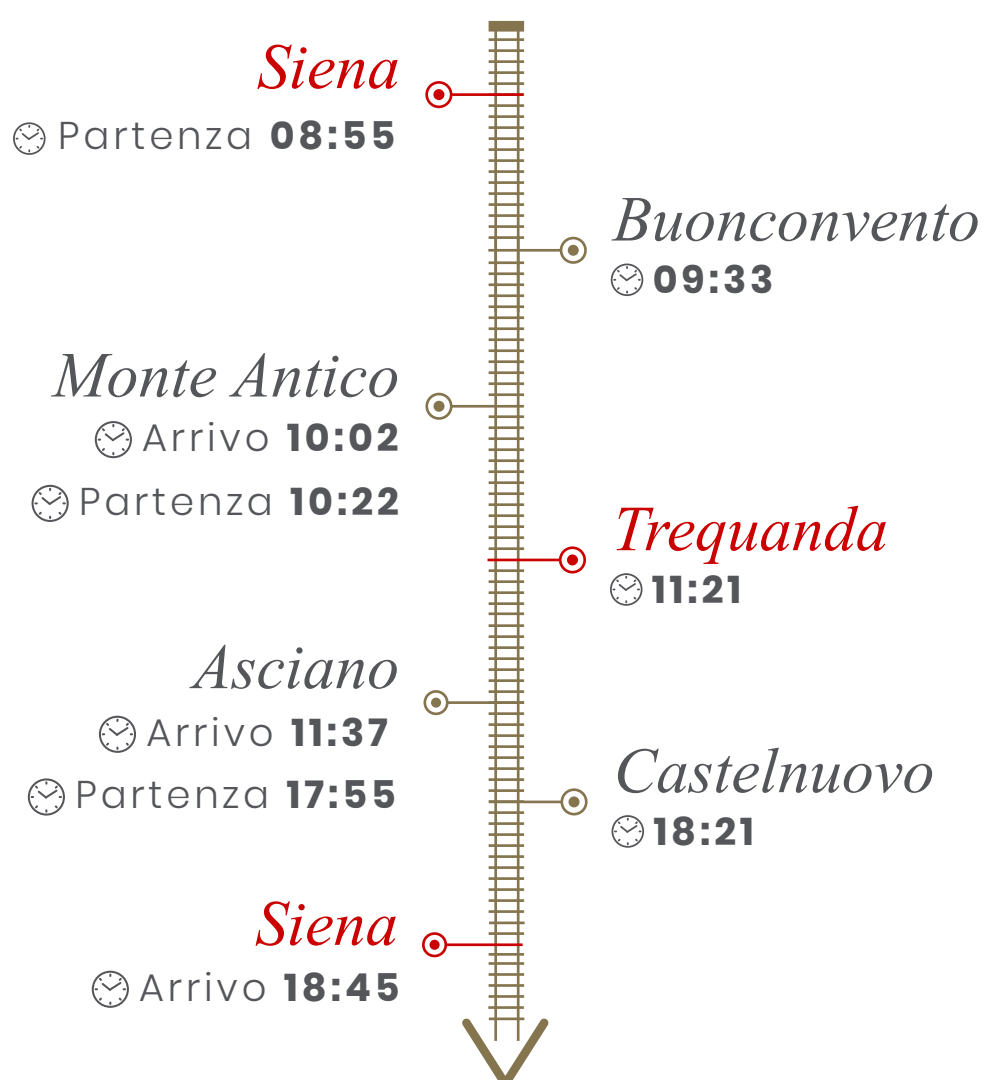 Siena
Partenza 08:55
Buonconvento
09:33
Monte Antico
Arrivo 10:02
Partenza 10:22
Trequanda
11:21
Asciano
Arrivo 11:37
Partenza 17:55
Castelnuovo
18:21
Siena
Arrivo 18:45